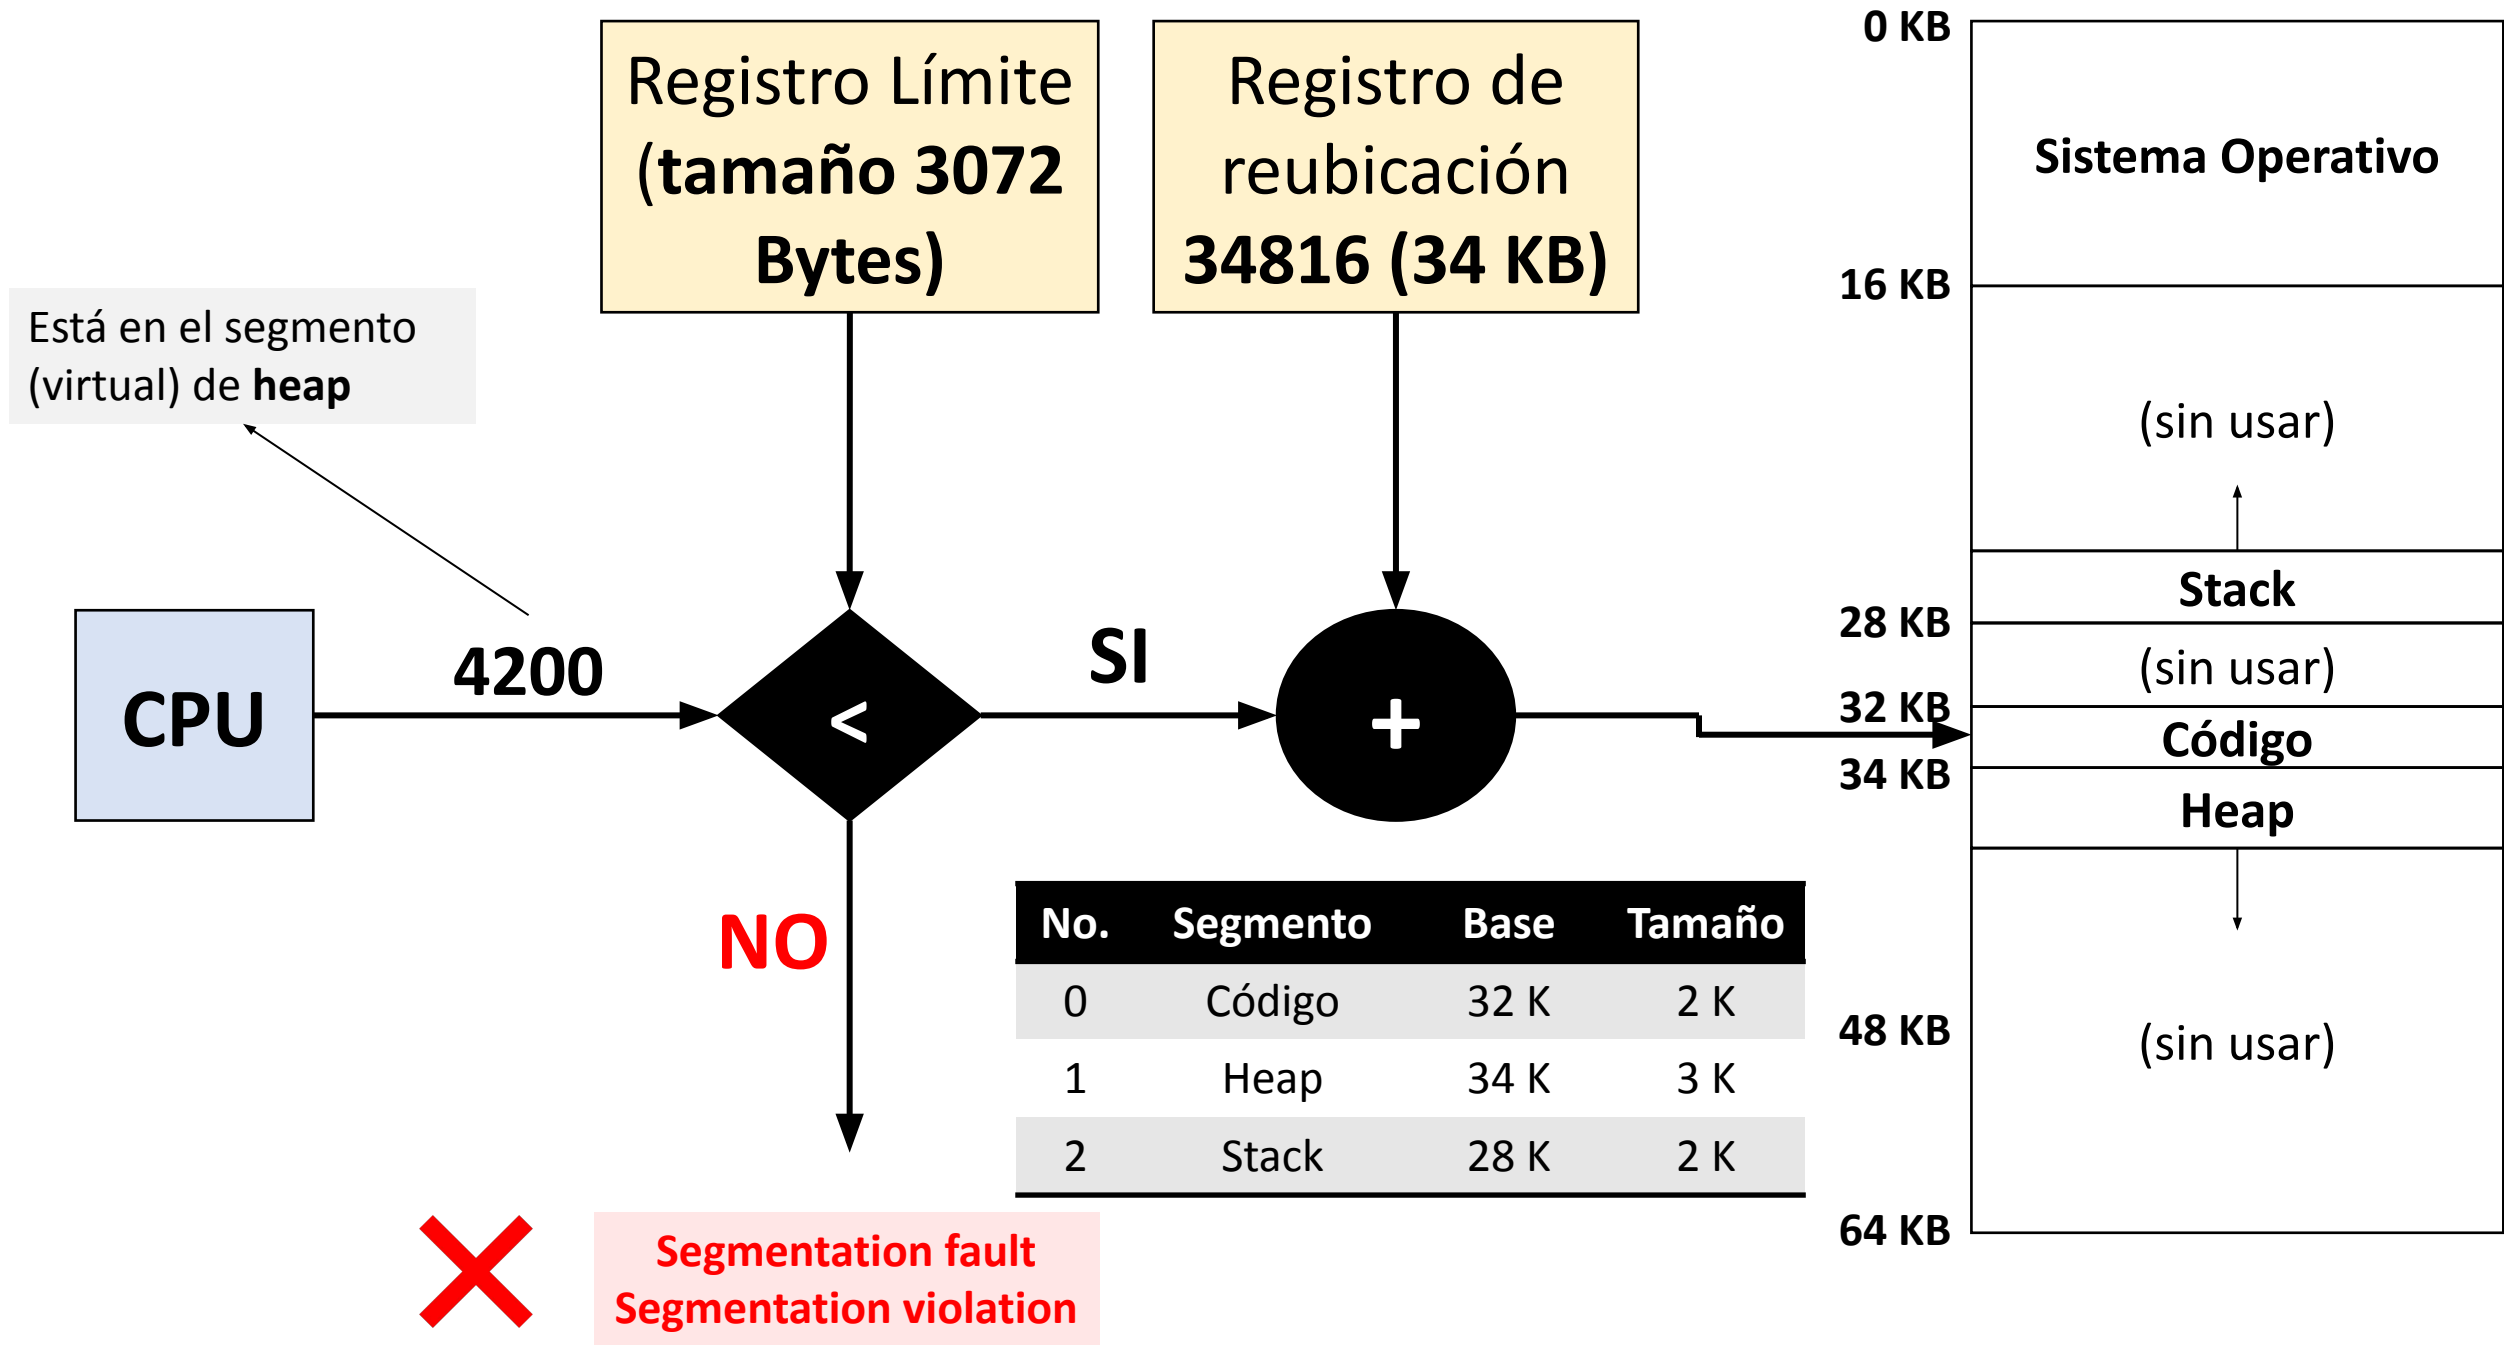 Registro Límite
(tamaño 3072
Bytes)
Registro de
reubicación
34816 (34 KB)
Está en el segmento
(virtual) de heap
CPU
4200
<
SI
+
NO
Segmentation fault
Segmentation violation
No. Segmento Base Tamaño
0 Código 32 K 2 K
1 Heap 34 K 3 K
2 Stack 28 K 2 K
0 KB
Sistema Operativo
16 KB
(sin usar)
Stack
28 KB
(sin usar)
32 KB
Código
34 KB
Heap
48 KB
(sin usar)
64 KB